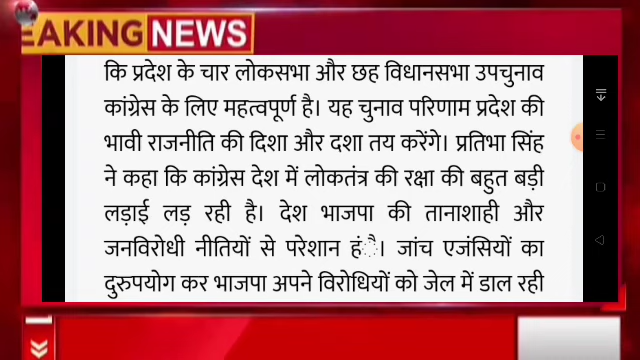 EAKING NEWS
कि प्रदेश के चार लोकसभा और छह विधानसभा उपचुनाव
कांग्रेस के लिए महत्वपूर्ण है। यह चुनाव परिणाम प्रदेश की
भावी राजनीति की दिशा और दशा तय करेंगे। प्रतिभा सिंह
ने कहा कि कांग्रेस देश में लोकतंत्र की रक्षा की बहुत बड़ी
लड़ाई लड़ रही है। देश भाजपा की तानाशाही और
जनविरोधी नीतियों से परेशान हंै। जांच एजंसियों का
दुरुपयोग कर भाजपा अपने विरोधियों को जेल में डाल रही